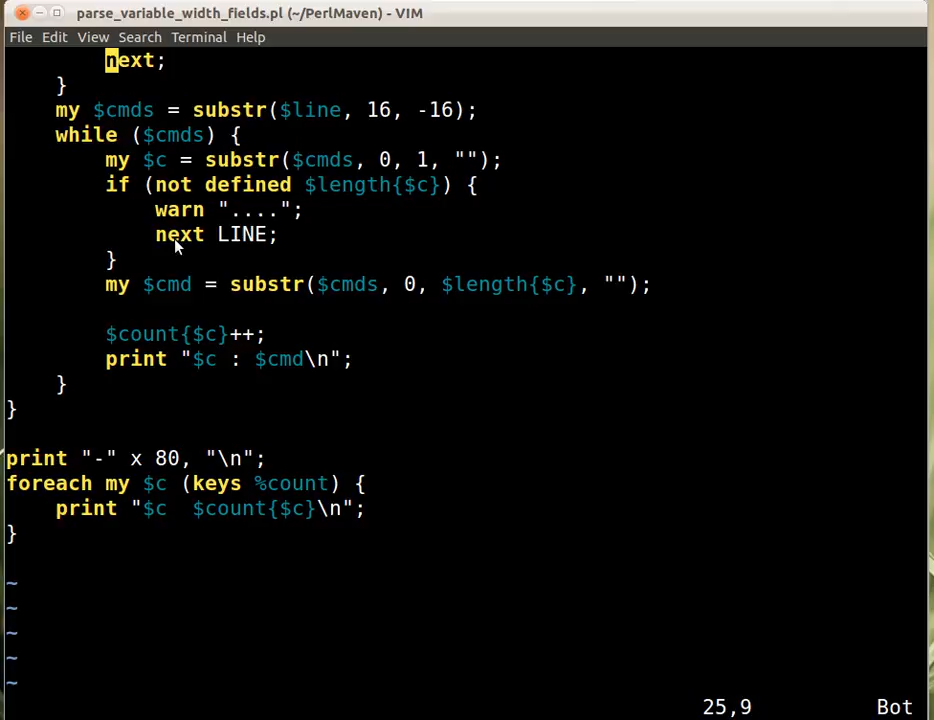 parse_variable_width_fields.pl (~/PerlMaven) - VIM
File Edit View Search Terminal Help
        next;
    }
    my $cmds = substr($line, 16, -16);
    while ($cmds) {
        my $c = substr($cmds, 0, 1, "");
        if (not defined $length{$c}) {
            warn "....";
            next LINE;
        }
        my $cmd = substr($cmds, 0, $length{$c}, "");
        $count{$c}++;
        print "$c : $cmd\n";
    }
}
print "-" x 80, "\n";
foreach my $c (keys %count) {
    print "$c  $count{$c}\n";
}
~
~
~
~
~
25,9 Bot